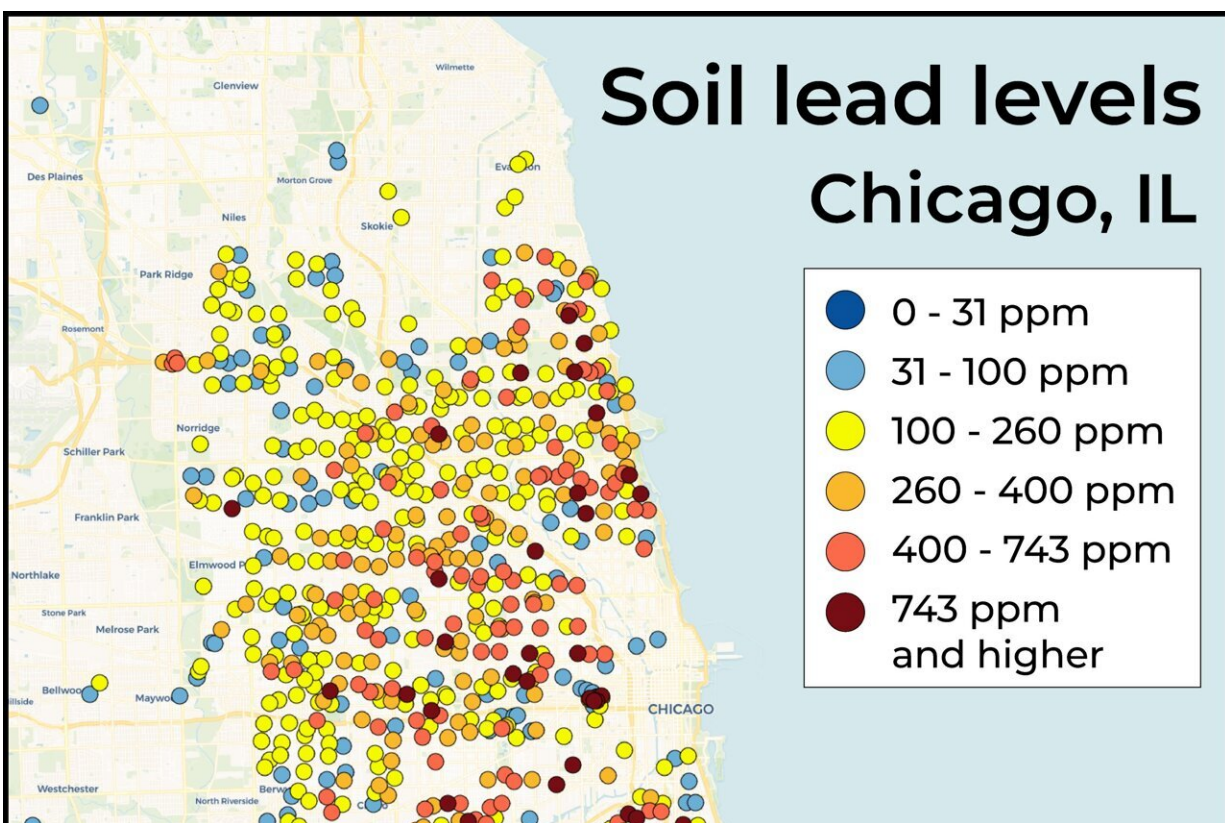 Soil lead levels
Chicago, IL
0 - 31 ppm
31 - 100 ppm
100 - 260 ppm
260 - 400 ppm
400 - 743 ppm
743 ppm
and higher
Wilmette
Glenview
Des Plaines
Morton Grove
Niles
Skokie
Park Ridge
Rosemont
Norridge
Schiller Park
Franklin Park
Northlake
Stone Park
Melrose Park
CHICAGO
Westchester
North Riverside